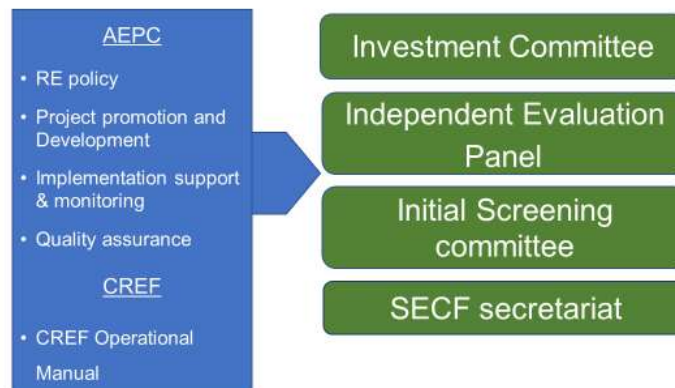 AEPC
• RE policy
• Project promotion and
Development
• Implementation support
& monitoring
• Quality assurance
CREF
• CREF Operational
Manual
Investment Committee
Independent Evaluation
Panel
Initial Screening
committee
SECF secretariat